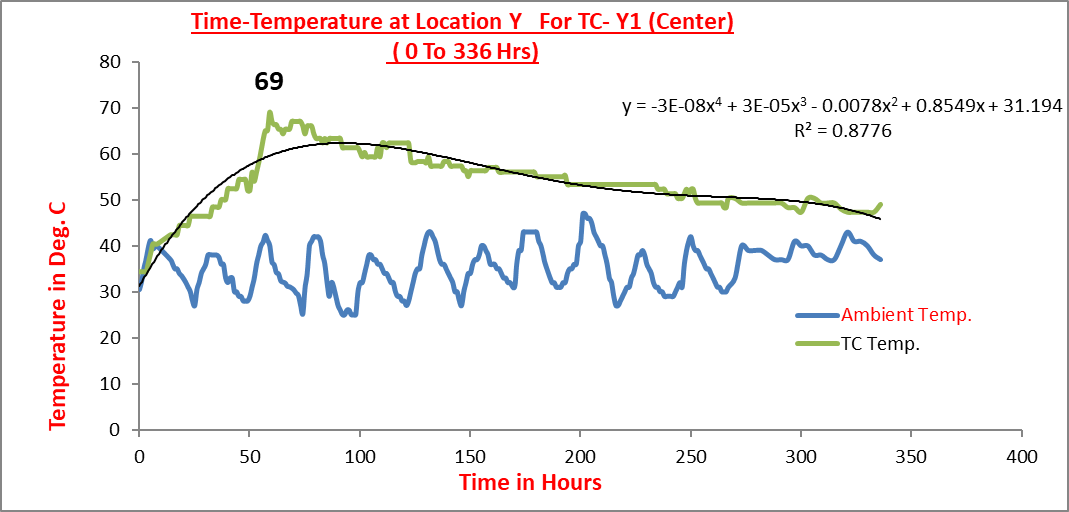 Time-Temperature at Location Y For TC- Y1 (Center)
( 0 To 336 Hrs)
69
y = -3E-08x⁴ + 3E-05x³ - 0.0078x² + 0.8549x + 31.194
R² = 0.8776
Temperature in Deg. C
80
70
60
50
40
30
20
10
0
Ambient Temp.
TC Temp.
0 50 100 150 200 250 300 350 400
Time in Hours